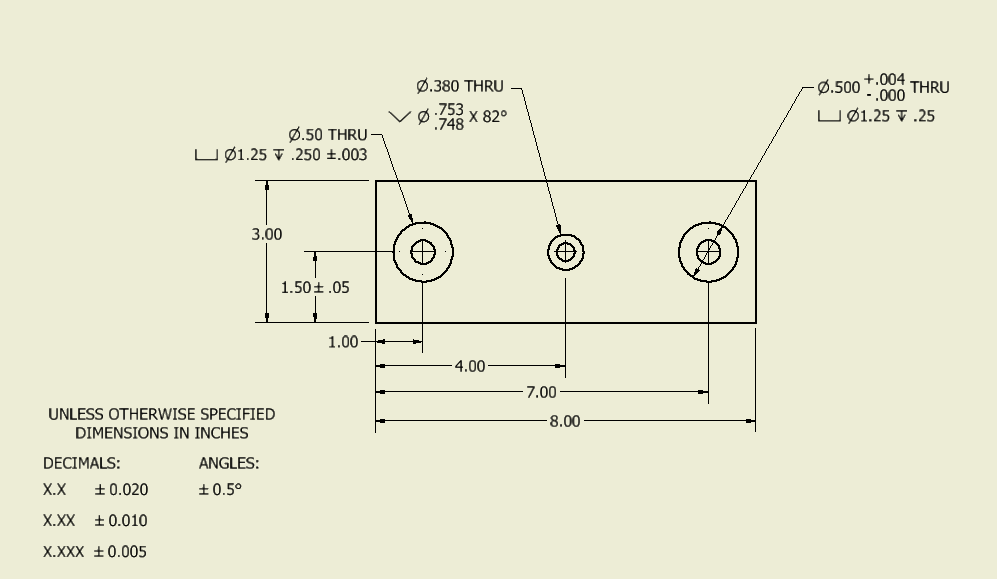 Ø.380 THRU
⌵ Ø .753
.748 X 82°
Ø.500 +.004
-.000 THRU
⌴ Ø1.25 ↧ .25
Ø.50 THRU
⌴ Ø1.25 ↧ .250 ±.003
3.00
1.50 ± .05
1.00
4.00
7.00
8.00
UNLESS OTHERWISE SPECIFIED
DIMENSIONS IN INCHES
DECIMALS: ANGLES:
X.X ± 0.020 ± 0.5°
X.XX ± 0.010
X.XXX ± 0.005